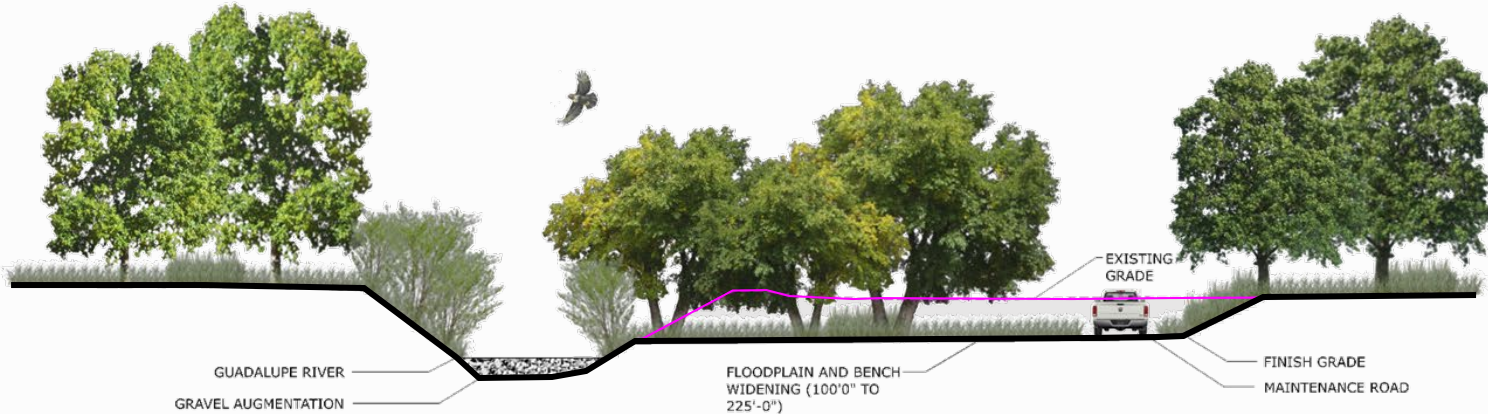 EXISTING
GRADE
GUADALUPE RIVER
GRAVEL AUGMENTATION
FLOODPLAIN AND BENCH
WIDENING (100'0" TO
225'-0")
FINISH GRADE
MAINTENANCE ROAD